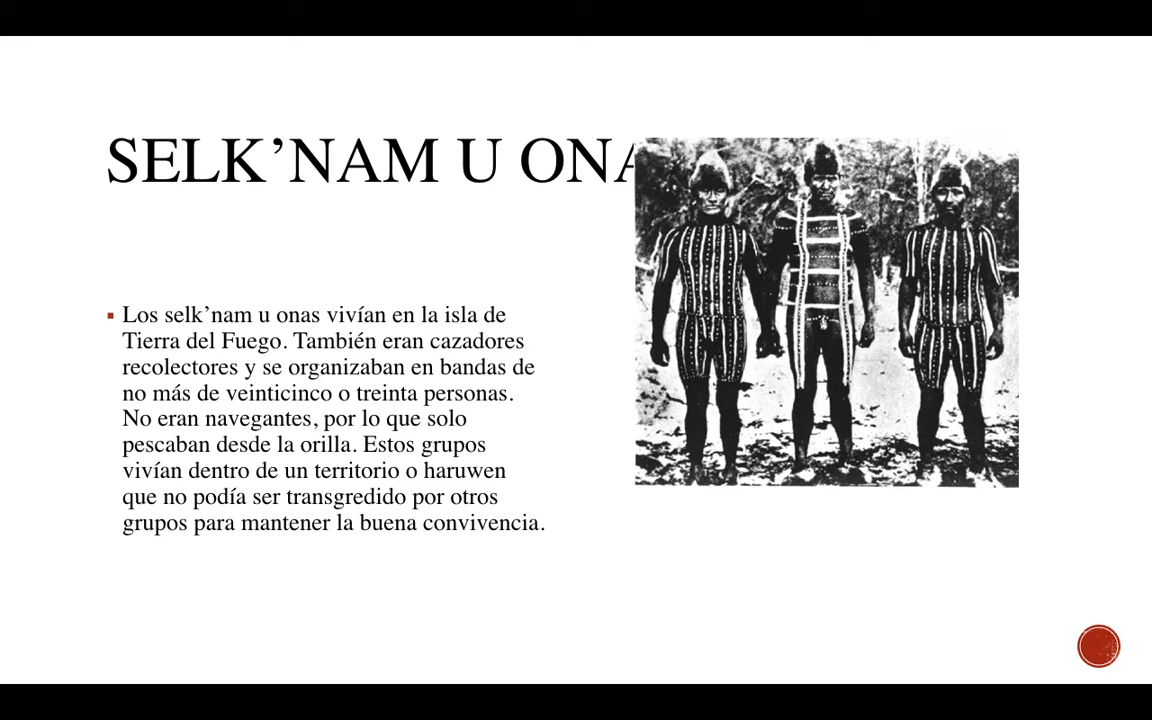 SELK’NAM U ONA
▪ Los selk’nam u onas vivían en la isla de
Tierra del Fuego. También eran cazadores
recolectores y se organizaban en bandas de
no más de veinticinco o treinta personas.
No eran navegantes, por lo que solo
pescaban desde la orilla. Estos grupos
vivían dentro de un territorio o haruwen
que no podía ser transgredido por otros
grupos para mantener la buena convivencia.